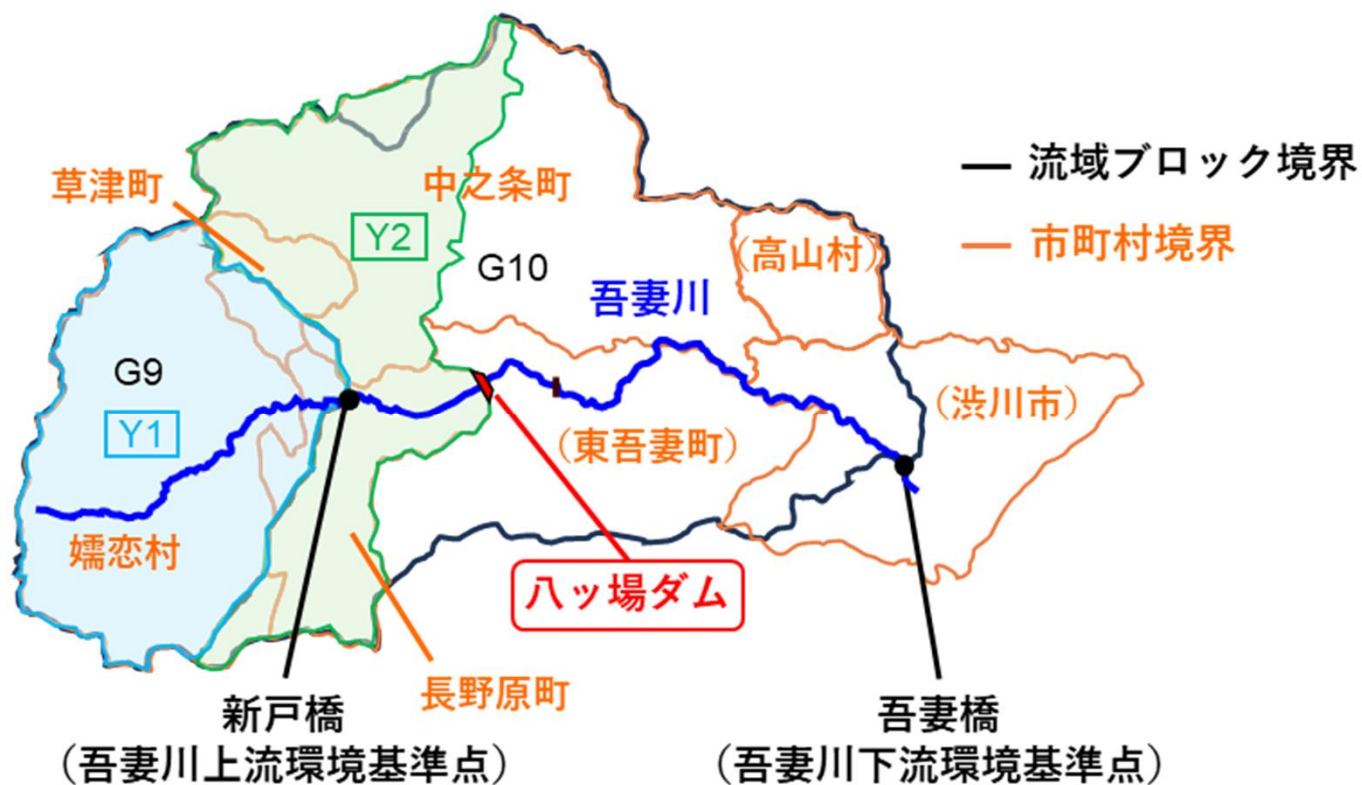 流域ブロック境界
草津町
中之条町
Y2
(高山村)
市町村境界
G10
吾妻川
G9
Y1
(渋川市)
(東吾妻町)
嬬恋村
八ッ場ダム
長野原町
新戸橋
(吾妻川上流環境基準点)
吾妻橋
(吾妻川下流環境基準点)